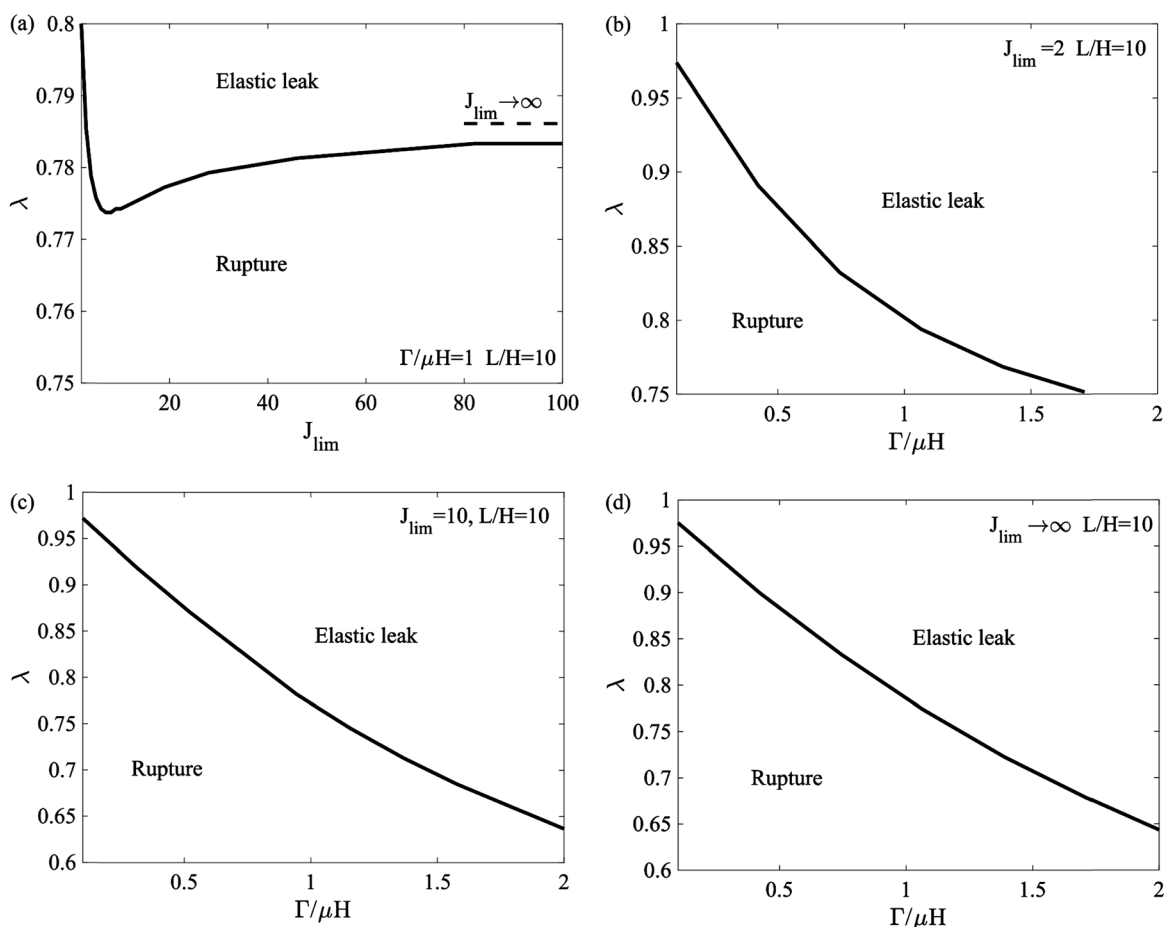 (a)
0.8
0.79
0.78
0.77
0.76
0.75
λ
Elastic leak
J_lim→∞
Rupture
Γ/μH=1 L/H=10
20 40 60 80 100
J_lim
(b)
1
0.95
0.9
0.85
0.8
0.75
λ
J_lim=2 L/H=10
Elastic leak
Rupture
0.5 1 1.5 2
Γ/μH
(c)
1
0.95
0.9
0.85
0.8
0.75
0.7
0.65
0.6
λ
J_lim=10, L/H=10
Elastic leak
Rupture
0.5 1 1.5 2
Γ/μH
(d)
1
0.95
0.9
0.85
0.8
0.75
0.7
0.65
0.6
λ
J_lim→∞ L/H=10
Elastic leak
Rupture
0.5 1 1.5 2
Γ/μH